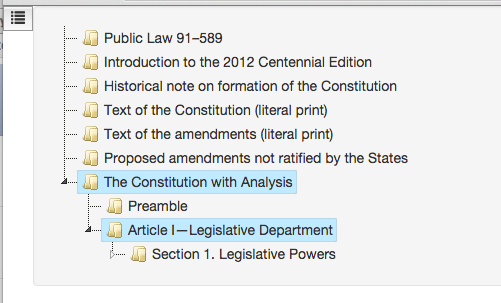 Public Law 91–589
Introduction to the 2012 Centennial Edition
Historical note on formation of the Constitution
Text of the Constitution (literal print)
Text of the amendments (literal print)
Proposed amendments not ratified by the States
The Constitution with Analysis
Preamble
Article I—Legislative Department
Section 1. Legislative Powers